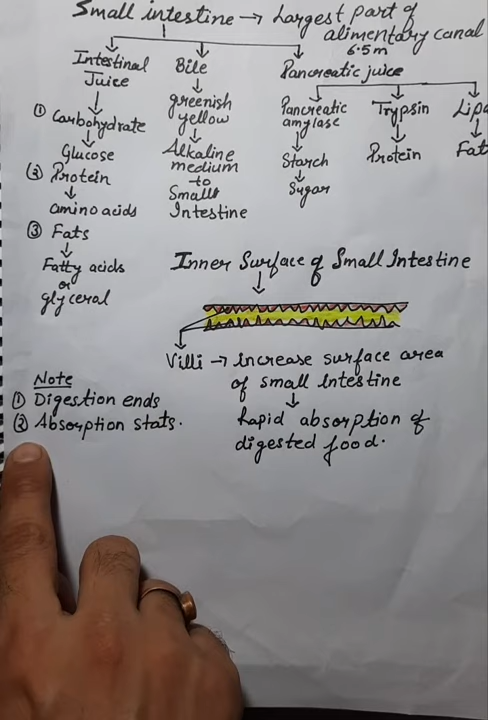 Small intestine → Largest part of
alimentary canal
6.5m
Intestinal
Juice
① Carbohydrate
Glucose
② Protein
amino acids
③ Fats
Fatty acids
or
glyceral
Bile
greenish
yellow
Alkaline
medium
to
Small
Intestine
Pancreatic juice
Pancreatic
amylase
Starch
Sugar
Trypsin
Protein
Lipa
Fat
Inner Surface of Small Intestine
Villi → Increase surface area
of small Intestine
Rapid absorption of
digested food.
Note
① Digestion ends
② Absorption stats.